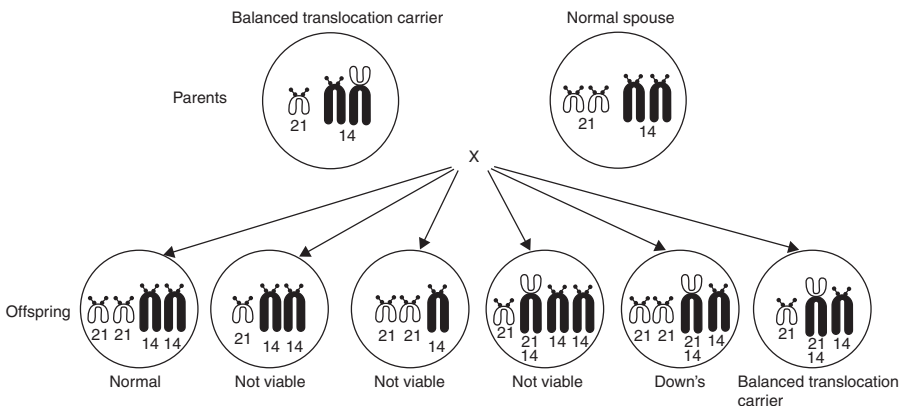 Balanced translocation carrier
Normal spouse
Parents
21
14
21
14
X
Offspring
21 21 14 14
21 14 14
21 21 14
21 21 14 14
14
21 21 21 14
14
21 21 14
14
Normal
Not viable
Not viable
Not viable
Down's
Balanced translocation
carrier